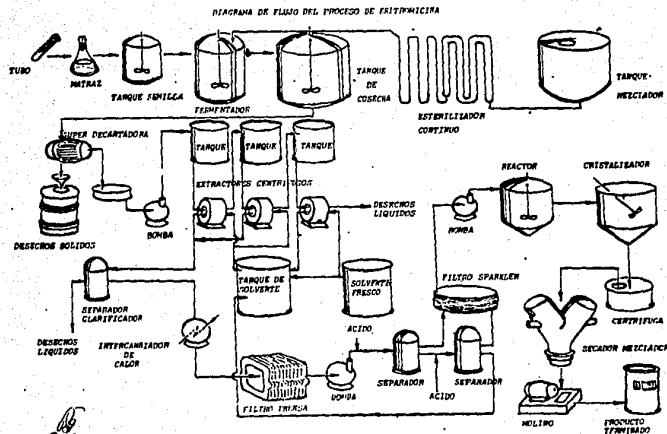 DIAGRAMA DE FLUJO DEL PROCESO DE ERITROMICINA
TUBO
MATRAZ
TANQUE SEMILLA
FERMENTADOR
TANQUE
DE
COSECHA
ESTERILIZADOR
CONTINUO
TANQUE-
MEZCLADOR
SUPER DECANTADORA
TANQUE
TANQUE
TANQUE
DESECHOS SOLIDOS
BOMBA
EXTRACTORES CENTRIFUGOS
DESECHOS
LIQUIDOS
BOMBA
REACTOR
CRISTALIZADOR
SEPARADOR
CLARIFICADOR
DESECHOS
LIQUIDOS
INTERCAMBIADOR
DE
CALOR
TANQUE DE
SOLVENTE
SOLVENTE
FRESCO
FILTRO SPARKLER
CENTRIFUGA
SECADOR MEZCLADOR
ACIDO
FILTRO PRENSA
BOMBA
SEPARADOR
ACIDO
SEPARADOR
MOLINO
PRODUCTO
TERMINADO